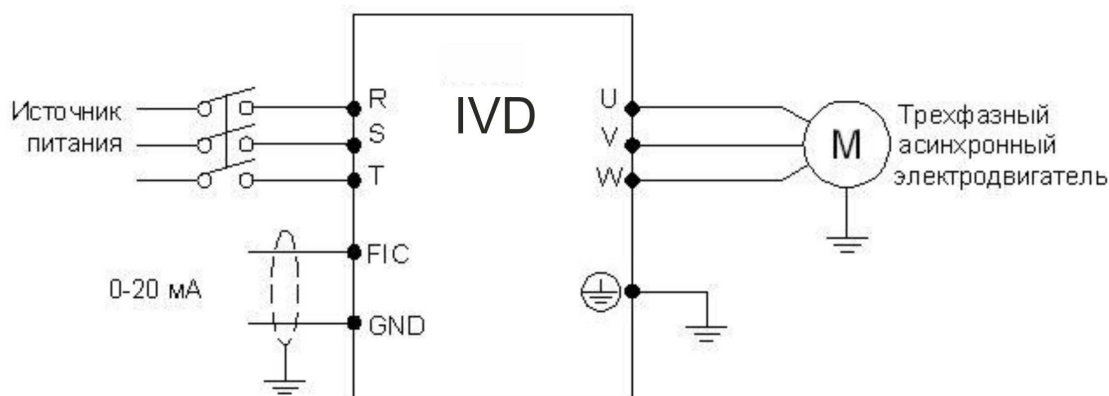 IVD
Источник
питания
R
S
T
U
V
W
M
Трехфазный
асинхронный
электродвигатель
0-20 мА
FIC
GND